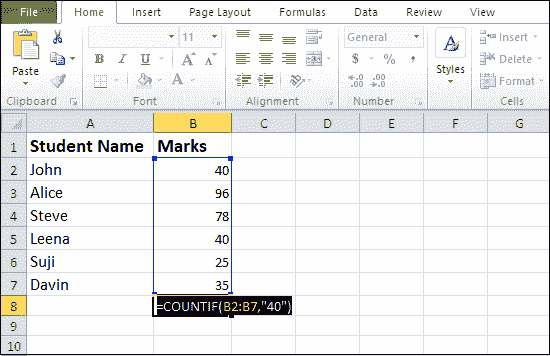 File Home Insert Page Layout Formulas Data Review View
Paste 11 General Styles Insert
B I U A $ % , Delete
.00 .0 Format
Clipboard Font Alignment Number Cells
A B C D E F G
1 Student Name Marks
2 John 40
3 Alice 96
4 Steve 78
5 Leena 40
6 Suji 25
7 Davin 35
8 =COUNTIF(B2:B7,"40")
9
10